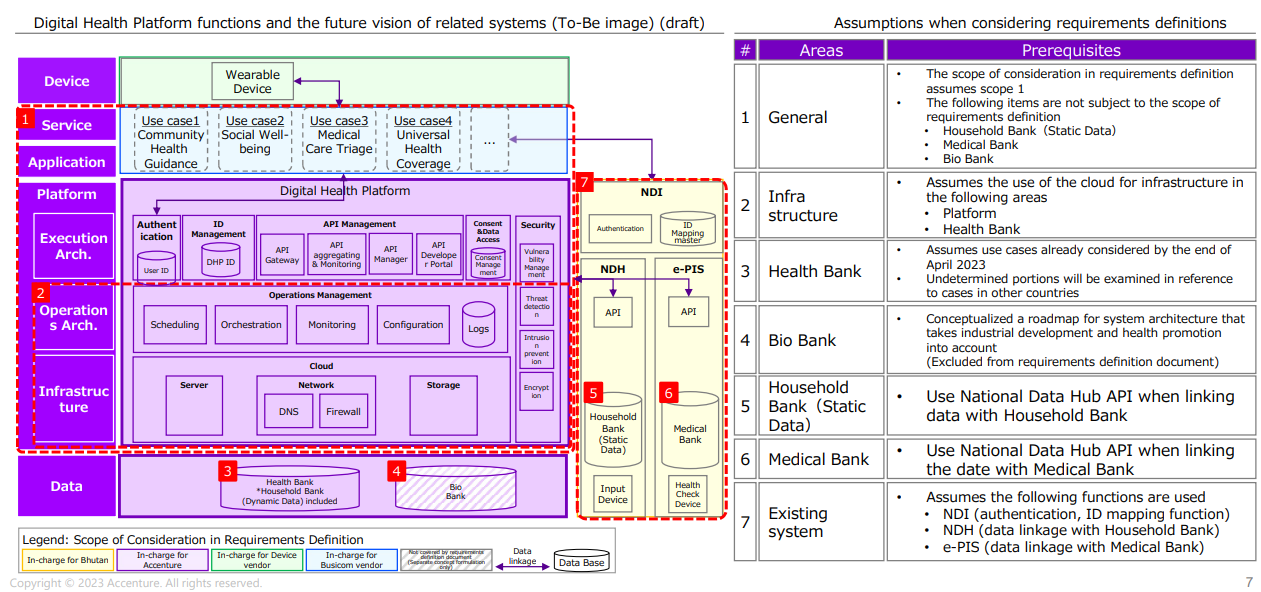 Digital Health Platform functions and the future vision of related systems (To-Be image) (draft)
Device
Wearable
Device
1
Service
Application
Use case1
Community
Health
Guidance
Use case2
Social Well-
being
Use case3
Medical
Care Triage
Use case4
Universal
Health
Coverage
...
Platform
Digital Health Platform
Execution
Arch.
Authent
ication
User ID
ID
Management
DHP ID
API Management
API
Gateway
API
aggregating
& Monitoring
API
Manager
API
Develope
r Portal
Consent
&Data
Access
Consent
Manage
ment
Security
Vulnera
bility
Manage
ment
Threat
detectio
n
Intrusio
n
prevent
ion
Encrypt
ion
2
Operation
s Arch.
Operations Management
Scheduling
Orchestration
Monitoring
Configuration
Logs
Infrastruc
ture
Cloud
Server
Network
DNS
Firewall
Storage
Data
3
Health Bank
*Household Bank
(Dynamic Data) included
4
Bio
Bank
7
NDI
Authentication
ID
Mapping
master
NDH
API
5
Household
Bank
(Static
Data)
Input
Device
e-PIS
API
6
Medical
Bank
Health
Check
Device
Legend: Scope of Consideration in Requirements Definition
In-charge for Bhutan
In-charge for
Accenture
In-charge for Device
vendor
In-charge for
Busicom vendor
Not covered by requirements
definition document
(Separate concept formulation
only)
Data
linkage
Data Base
Assumptions when considering requirements definitions
# Areas Prerequisites
1 General
• The scope of consideration in requirements definition
assumes scope 1
• The following items are not subject to the scope of
requirements definition
• Household Bank（Static Data）
• Medical Bank
• Bio Bank
2 Infra
structure
• Assumes the use of the cloud for infrastructure in
the following areas
• Platform
• Health Bank
3 Health Bank
• Assumes use cases already considered by the end of
April 2023
• Undetermined portions will be examined in reference
to cases in other countries
4 Bio Bank
• Conceptualized a roadmap for system architecture that
takes industrial development and health promotion
into account
(Excluded from requirements definition document)
5 Household
Bank（Static
Data）
• Use National Data Hub API when linking
data with Household Bank
6 Medical Bank
• Use National Data Hub API when linking
the date with Medical Bank
7 Existing
system
• Assumes the following functions are used
• NDI (authentication, ID mapping function)
• NDH (data linkage with Household Bank)
• e-PIS (data linkage with Medical Bank)
Copyright © 2023 Accenture. All rights reserved.
7